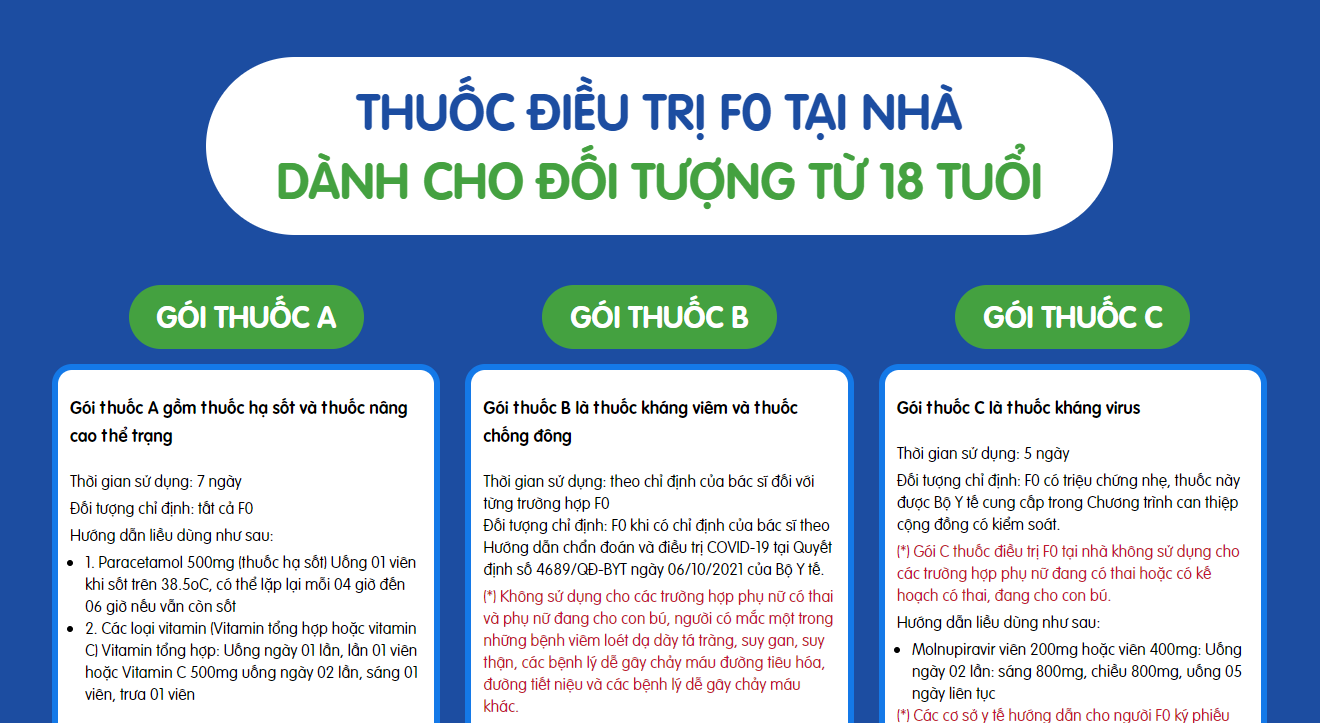 THUỐC ĐIỀU TRỊ F0 TẠI NHÀ
DÀNH CHO ĐỐI TƯỢNG TỪ 18 TUỔI
GÓI THUỐC A
Gói thuốc A gồm thuốc hạ sốt và thuốc nâng
cao thể trạng
Thời gian sử dụng: 7 ngày
Đối tượng chỉ định: tất cả F0
Hướng dẫn liều dùng như sau:
• 1. Paracetamol 500mg (thuốc hạ sốt) Uống 01 viên
khi sốt trên 38.5oC, có thể lặp lại mỗi 04 giờ đến
06 giờ nếu vẫn còn sốt
• 2. Các loại vitamin (Vitamin tổng hợp hoặc vitamin
C) Vitamin tổng hợp: Uống ngày 01 lần, lần 01 viên
hoặc Vitamin C 500mg uống ngày 02 lần, sáng 01
viên, trưa 01 viên
GÓI THUỐC B
Gói thuốc B là thuốc kháng viêm và thuốc
chống đông
Thời gian sử dụng: theo chỉ định của bác sĩ đối với
từng trường hợp F0
Đối tượng chỉ định: F0 khi có chỉ định của bác sĩ theo
Hướng dẫn chẩn đoán và điều trị COVID-19 tại Quyết
định số 4689/QĐ-BYT ngày 06/10/2021 của Bộ Y tế.
(*) Không sử dụng cho các trường hợp phụ nữ có thai
và phụ nữ đang cho con bú, người có mắc một trong
những bệnh viêm loét dạ dày tá tràng, suy gan, suy
thận, các bệnh lý dễ gây chảy máu đường tiêu hóa,
đường tiết niệu và các bệnh lý dễ gây chảy máu
khác.
GÓI THUỐC C
Gói thuốc C là thuốc kháng virus
Thời gian sử dụng: 5 ngày
Đối tượng chỉ định: F0 có triệu chứng nhẹ, thuốc này
được Bộ Y tế cung cấp trong Chương trình can thiệp
cộng đồng có kiểm soát.
(*) Gói C thuốc điều trị F0 tại nhà không sử dụng cho
các trường hợp phụ nữ đang có thai hoặc có kế
hoạch có thai, đang cho con bú.
Hướng dẫn liều dùng như sau:
• Molnupiravir viên 200mg hoặc viên 400mg: Uống
ngày 02 lần: sáng 800mg, chiều 800mg, uống 05
ngày liên tục
(*) Các cơ sở y tế hướng dẫn cho người F0 ký phiếu